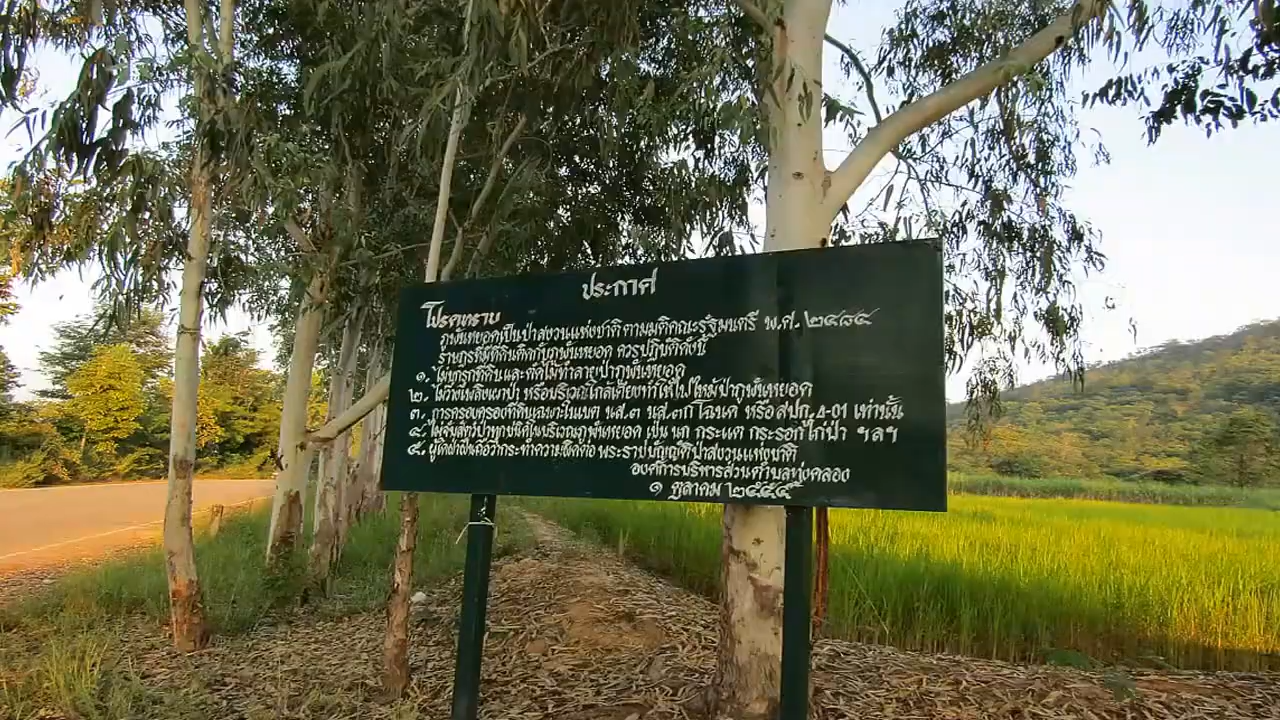 ประกาศ
โปรดทราบ
ภูพันหยอดเป็นป่าสงวนแห่งชาติ ตามมติคณะรัฐมนตรี พ.ศ. ๒๔๘๔
ราษฎรที่มีที่ดินติดกับภูพันหยอด ควรปฏิบัติดังนี้
๑. ไม่บุกรุกที่ดิน และตัดไม้ทำลายป่าภูพันหยอด
๒. ไม่วางเพลิงเผาป่า หรือบริเวณใกล้เคียงทำให้ไฟไหม้ป่าภูพันหยอด
๓. การครอบครองที่ดินเฉพาะในเขต นส.๓ นส.๓ก โฉนด หรือ สปก.4-01 เท่านั้น
๔. ไม่จับสัตว์ป่าทุกชนิดในบริเวณภูพันหยอด เช่น นก กระแต กระรอก ไก่ป่า ฯลฯ
๕. ผู้ใดฝ่าฝืนถือว่ากระทำความผิดต่อ พระราชบัญญัติป่าสงวนแห่งชาติ
องค์การบริหารส่วนตำบลทุ่งคลอง
๑ ตุลาคม ๒๕๕๔